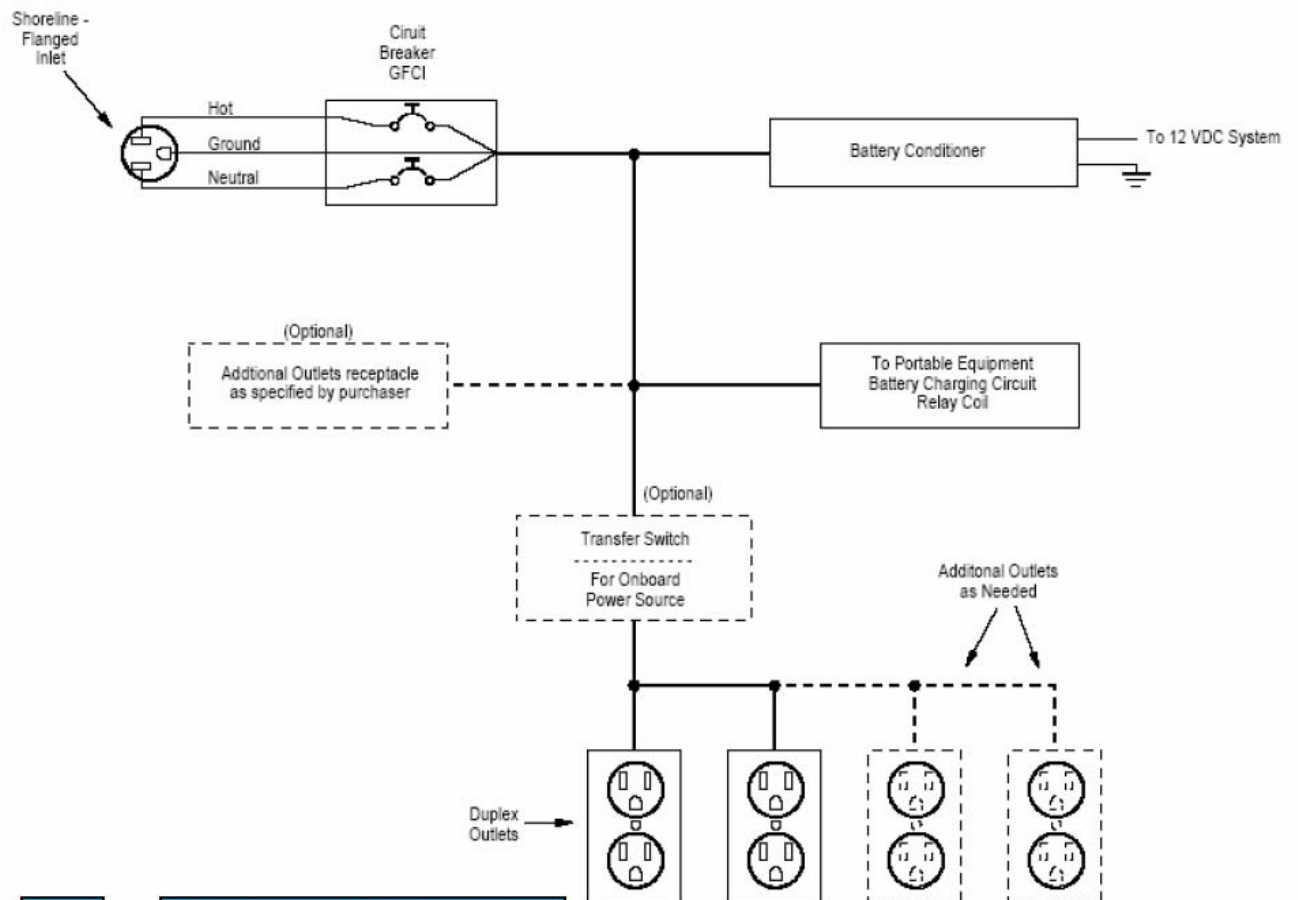 Shoreline -
Flanged
Inlet
Ciruit
Breaker
GFCI
Hot
Ground
Neutral
Battery Conditioner
To 12 VDC System
(Optional)
Addtional Outlets receptacle
as specified by purchaser
To Portable Equipment
Battery Charging Circuit
Relay Coil
(Optional)
Transfer Switch
For Onboard
Power Source
Additonal Outlets
as Needed
Duplex
Outlets